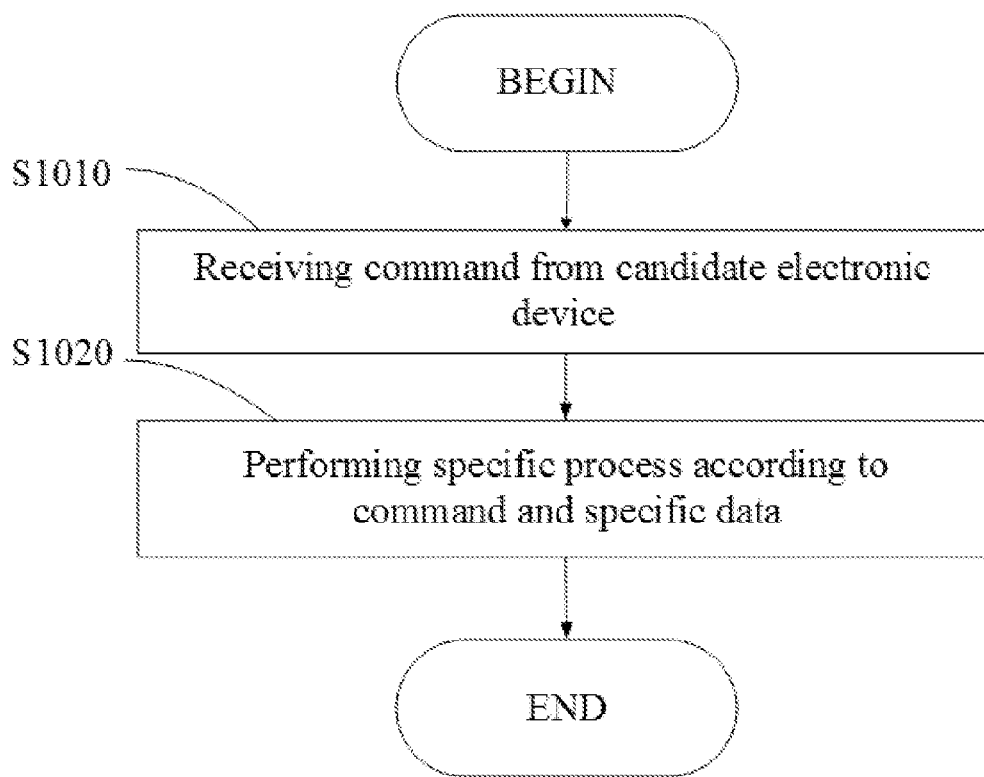 BEGIN
S1010
Receiving command from candidate electronic
device
S1020
Performing specific process according to
command and specific data
END